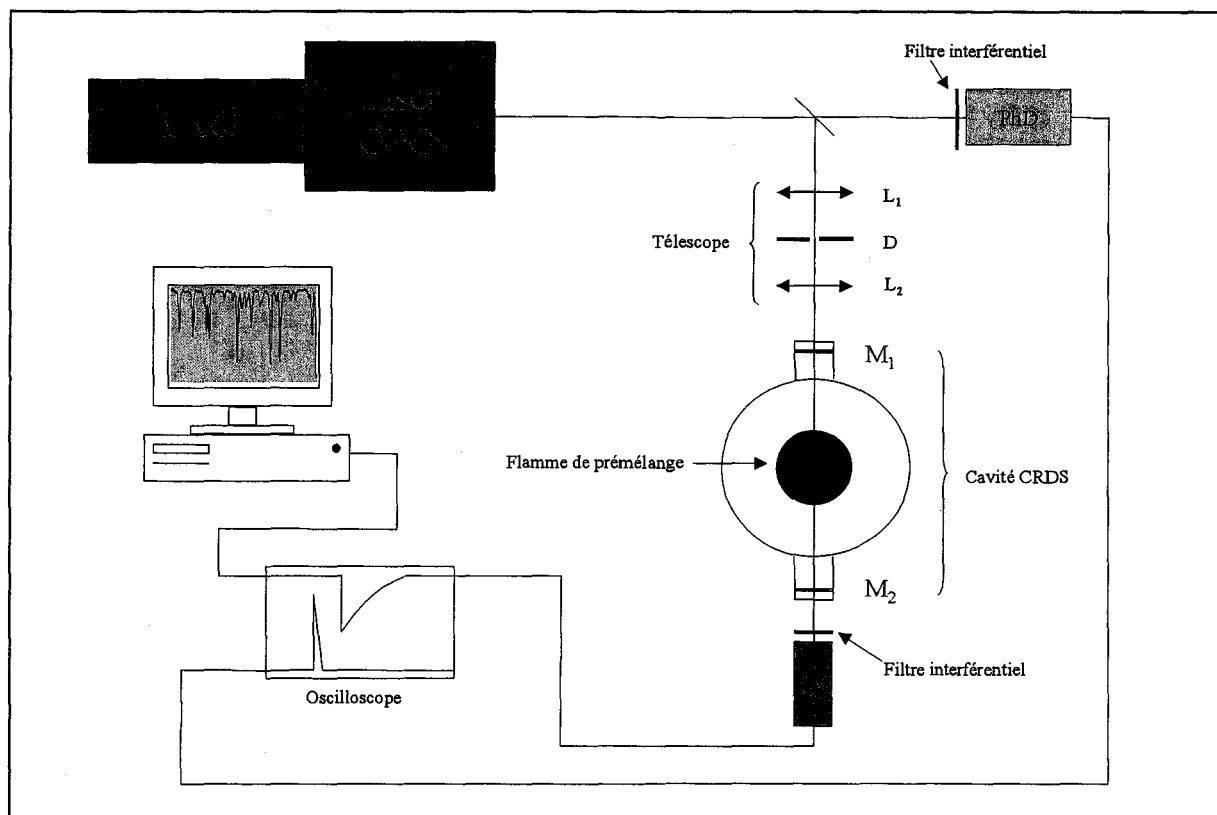 Filtre interférentiel
PhD
L₁
Télescope
D
L₂
M₁
Flamme de prémélange
Cavité CRDS
M₂
Filtre interférentiel
Oscilloscope